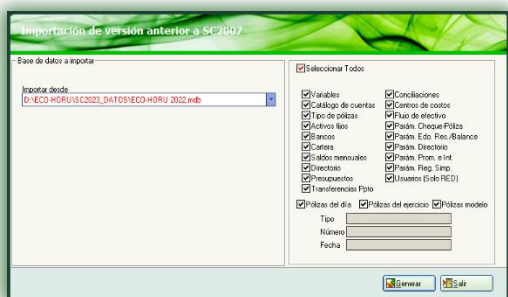 Importación de versión anterior a SC2007
Base de datos a importar
Importar desde
D:\ECO-HORU\SC2023_DATOS\ECO-HORU 2022.mdb
Seleccionar Todos
Variables
Catálogo de cuentas
Tipo de pólizas
Activos fijos
Bancos
Cartera
Saldos mensuales
Directorio
Presupuestos
Transferencias Ppto
Conciliaciones
Centros de costos
Flujo de efectivo
Parám. Cheque-Póliza
Parám. Edo. Res./Balance
Parám. Directorio
Parám. Prom. e Int.
Parám. Reg. Simp.
Usuarios (Solo RED)
Pólizas del día Pólizas del ejercicio Pólizas modelo
Tipo
Número
Fecha
Generar Salir